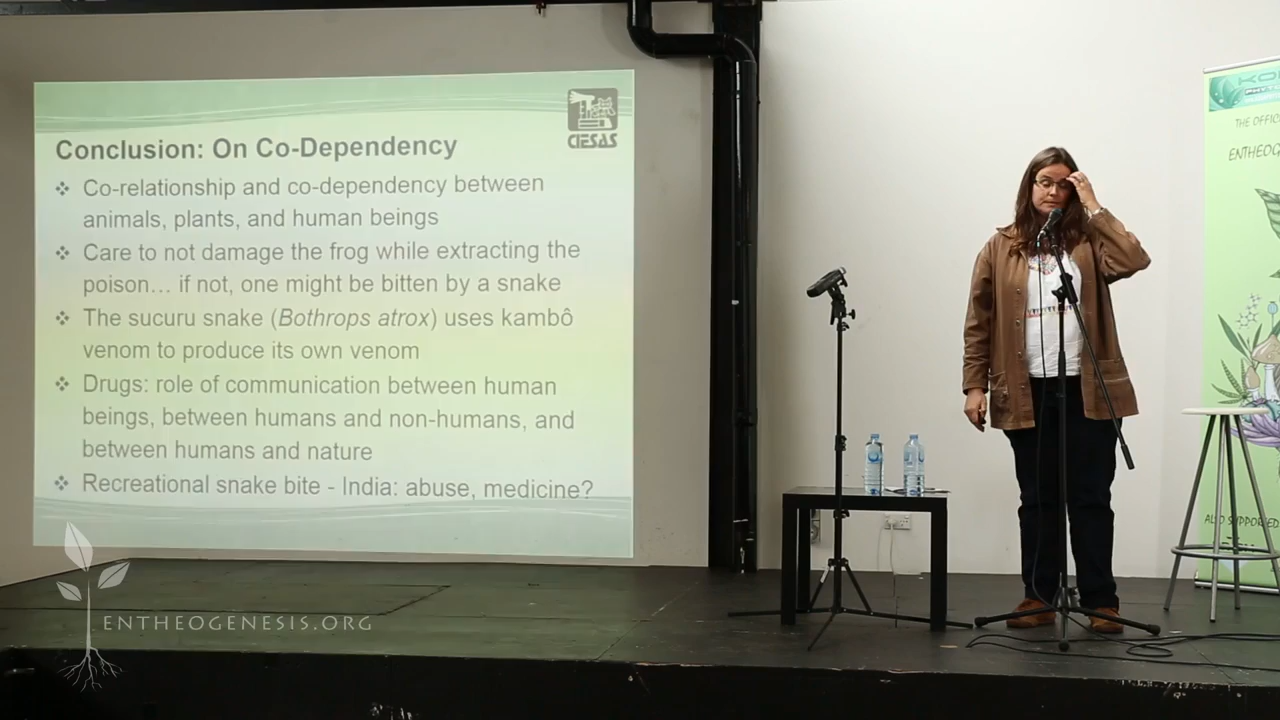 CIESAS
Conclusion: On Co-Dependency
❖ Co-relationship and co-dependency between
animals, plants, and human beings
❖ Care to not damage the frog while extracting the
poison... if not, one might be bitten by a snake
❖ The sucuru snake (Bothrops atrox) uses kambô
venom to produce its own venom
❖ Drugs: role of communication between human
beings, between humans and non-humans, and
between humans and nature
❖ Recreational snake bite - India: abuse, medicine?
ENTHEOGENESIS.ORG
THE
ALSO SUPPORTED